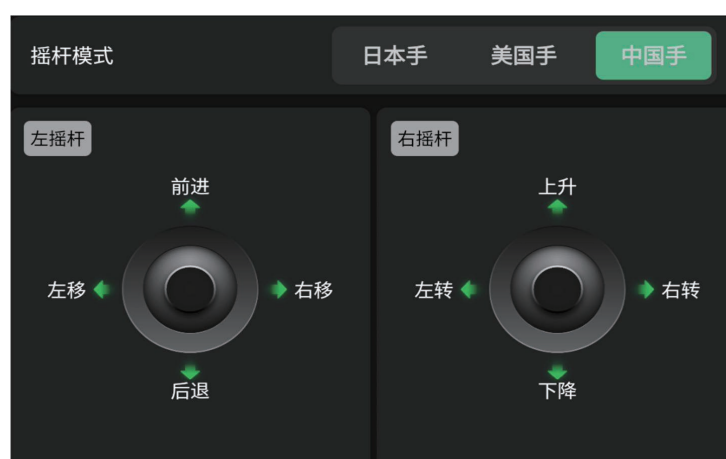 摇杆模式 日本手 美国手 中国手
左摇杆
前进
左移 右移
后退
右摇杆
上升
左转 右转
下降